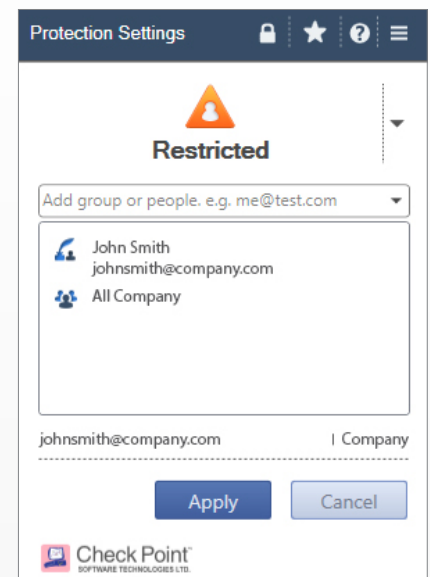 Protection Settings
Restricted
Add group or people. e.g. me@test.com
John Smith
johnsmith@company.com
All Company
johnsmith@company.com | Company
Apply Cancel
Check Point
SOFTWARE TECHNOLOGIES LTD.